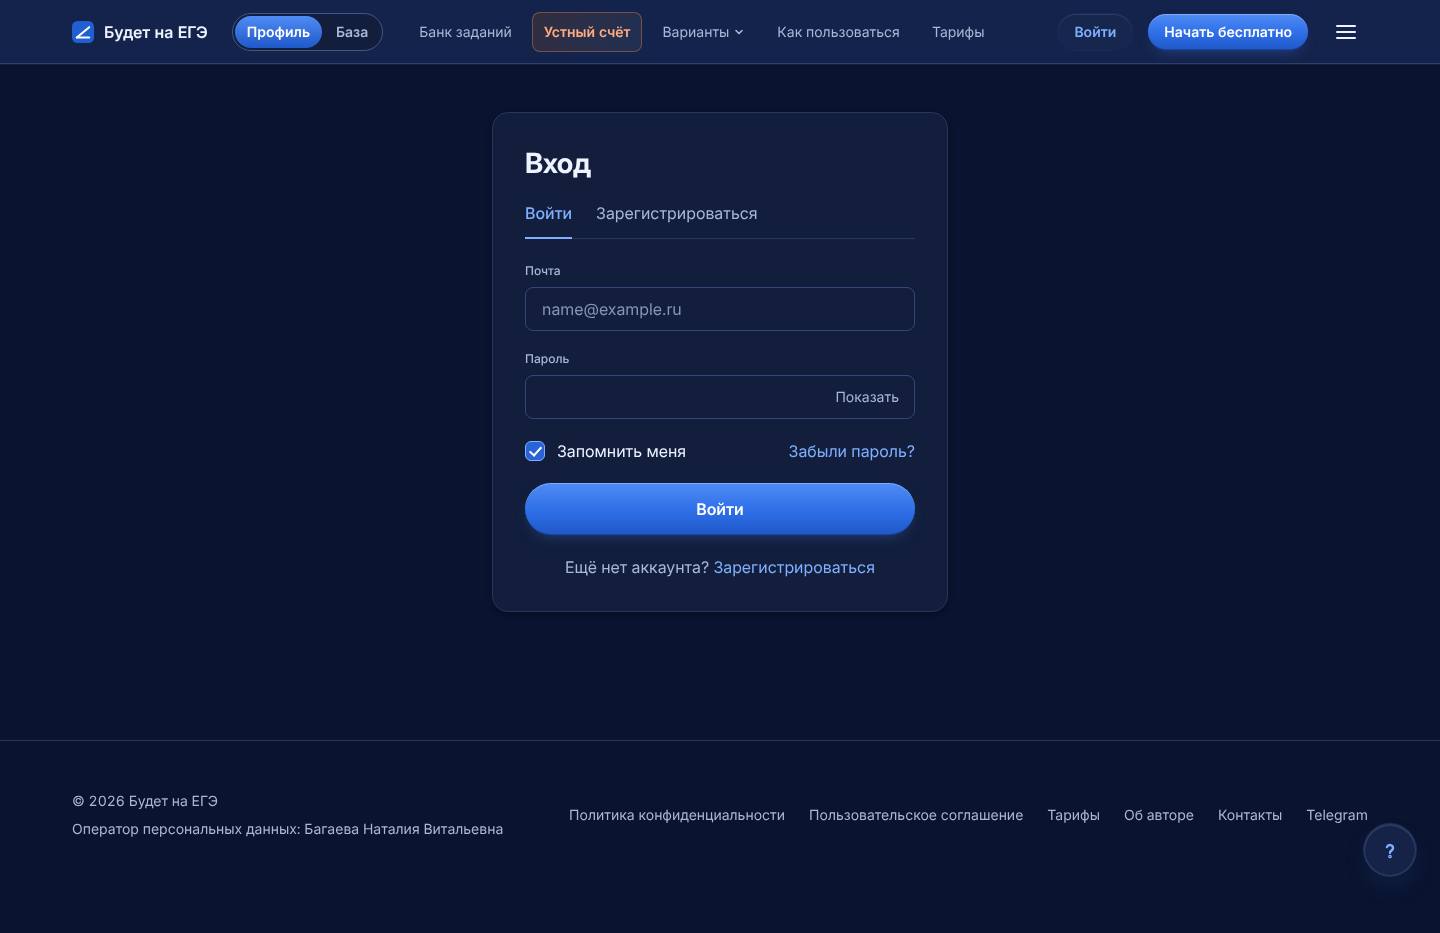 Будет на ЕГЭ Профиль База Банк заданий Устный счёт Варианты Как пользоваться Тарифы Войти Начать бесплатно
Вход
Войти Зарегистрироваться
Почта
name@example.ru
Пароль
Показать
Запомнить меня Забыли пароль?
Войти
Ещё нет аккаунта? Зарегистрироваться
© 2026 Будет на ЕГЭ
Оператор персональных данных: Багаева Наталия Витальевна
Политика конфиденциальности Пользовательское соглашение Тарифы Об авторе Контакты Telegram
?